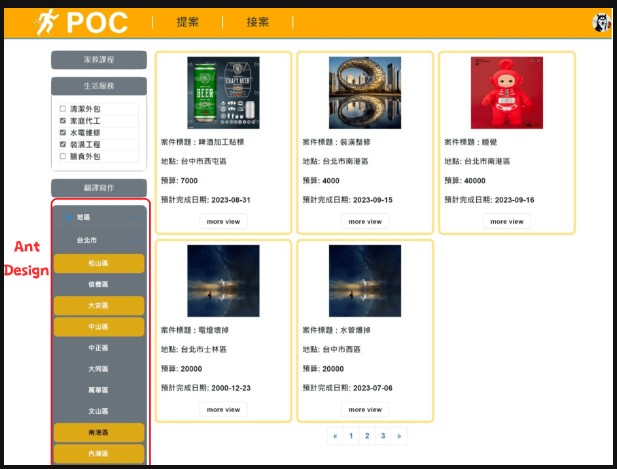 POC
提案
接案
家教課程
生活服務
清潔外包
家庭代工
水電維修
裝潢工程
膳食外包
翻譯寫作
Ant
Design
地區
台北市
松山區
信義區
大安區
中山區
中正區
大同區
萬華區
文山區
南港區
內湖區
BEER
CRAFT BEER
案件標題：啤酒加工貼標
地點: 台中市西屯區
預算: 7000
預計完成日期: 2023-08-31
more view
案件標題：裝潢整修
地點: 台北市南港區
預算: 4000
預計完成日期: 2023-09-15
more view
案件標題：睡覺
地點: 台北市南港區
預算: 40000
預計完成日期: 2023-09-16
more view
案件標題：電燈壞掉
地點: 台北市士林區
預算: 20000
預計完成日期: 2000-12-23
more view
案件標題：水管爆掉
地點: 台中市西區
預算: 20000
預計完成日期: 2023-07-06
more view
« 1 2 3 »